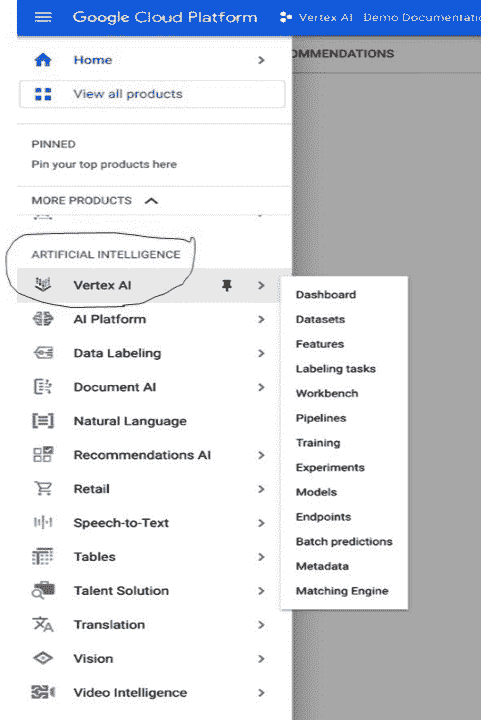 Google Cloud Platform Vertex AI Demo Documentatio
Home
OMMENDATIONS
View all products
PINNED
Pin your top products here
MORE PRODUCTS
ARTIFICIAL INTELLIGENCE
Vertex AI
AI Platform
Data Labeling
Document AI
Natural Language
Recommendations AI
Retail
Speech-to-Text
Tables
Talent Solution
Translation
Vision
Video Intelligence
Dashboard
Datasets
Features
Labeling tasks
Workbench
Pipelines
Training
Experiments
Models
Endpoints
Batch predictions
Metadata
Matching Engine